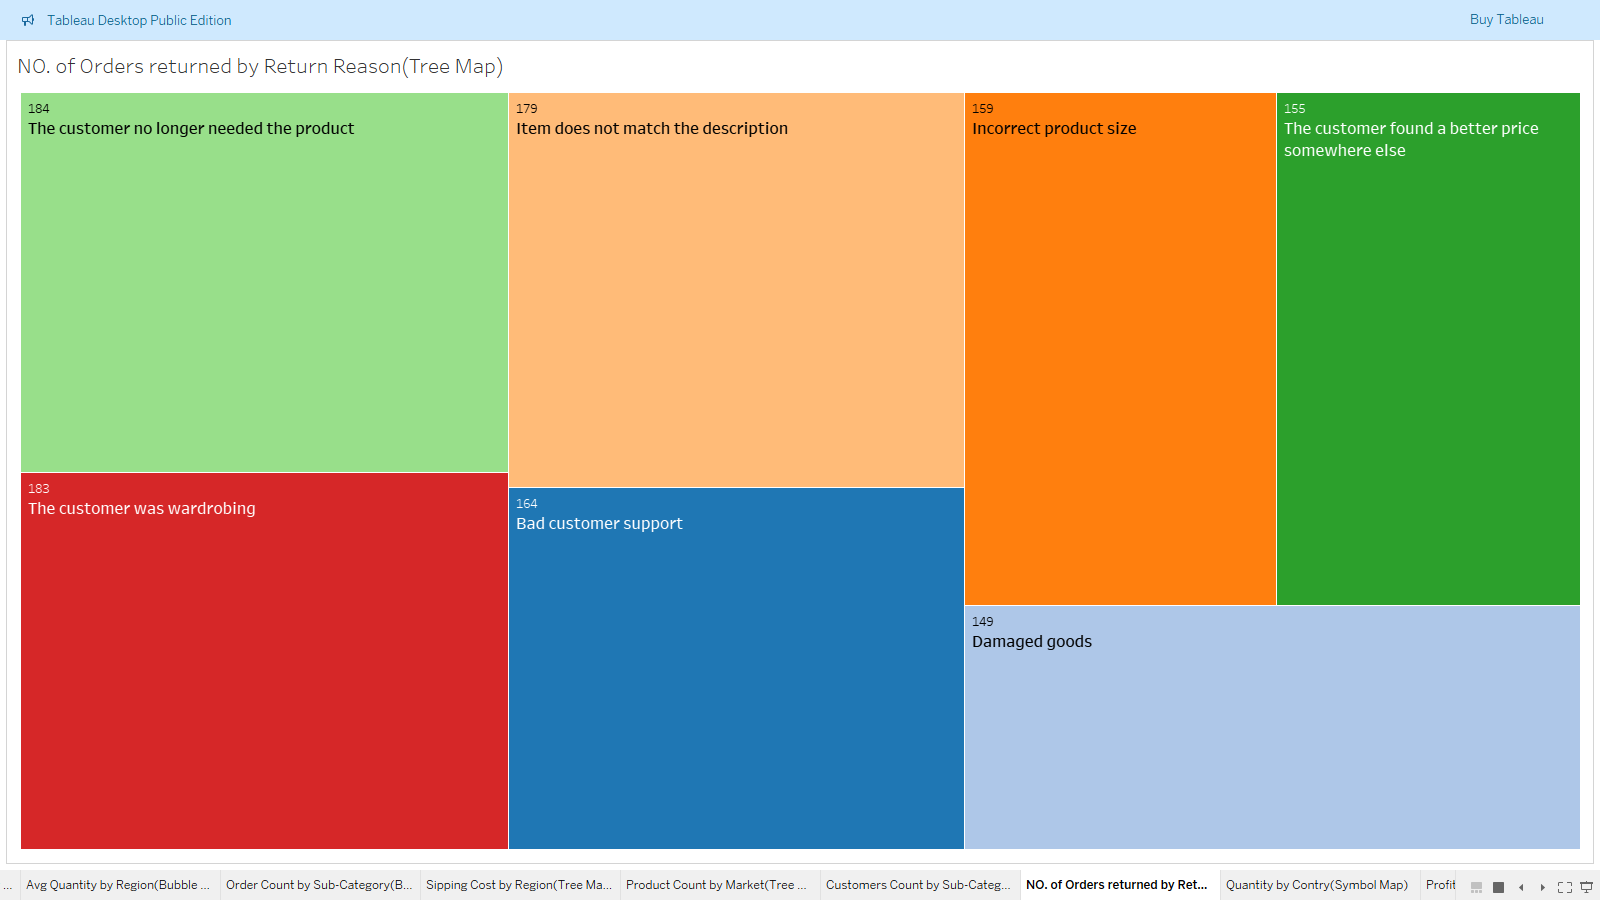 Tableau Desktop Public Edition
Buy Tableau
NO. of Orders returned by Return Reason(Tree Map)
184
The customer no longer needed the product
179
Item does not match the description
159
Incorrect product size
155
The customer found a better price
somewhere else
183
The customer was wardrobing
164
Bad customer support
149
Damaged goods
... Avg Quantity by Region(Bubble ... Order Count by Sub-Category(B... Sipping Cost by Region(Tree Ma... Product Count by Market(Tree ... Customers Count by Sub-Categ... NO. of Orders returned by Ret... Quantity by Contry(Symbol Map) Profit